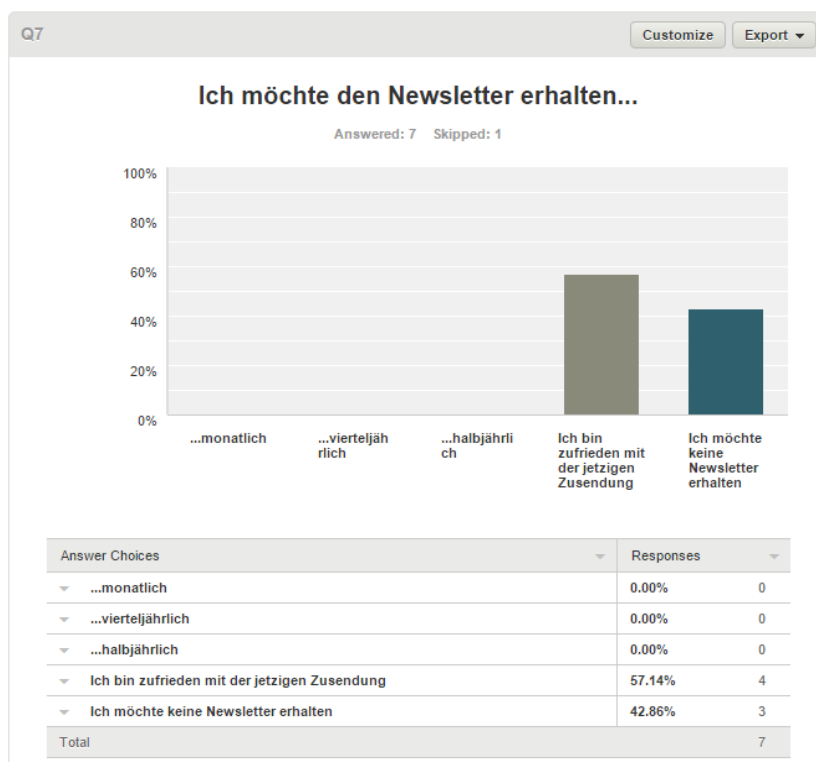 Q7
Customize
Export
Ich möchte den Newsletter erhalten...
Answered: 7 Skipped: 1
100%
80%
60%
40%
20%
0%
...monatlich
...vierteljäh
rlich
...halbjährli
ch
Ich bin
zufrieden mit
der jetzigen
Zusendung
Ich möchte
keine
Newsletter
erhalten
Answer Choices Responses
...monatlich 0.00% 0
...vierteljährlich 0.00% 0
...halbjährlich 0.00% 0
Ich bin zufrieden mit der jetzigen Zusendung 57.14% 4
Ich möchte keine Newsletter erhalten 42.86% 3
Total 7